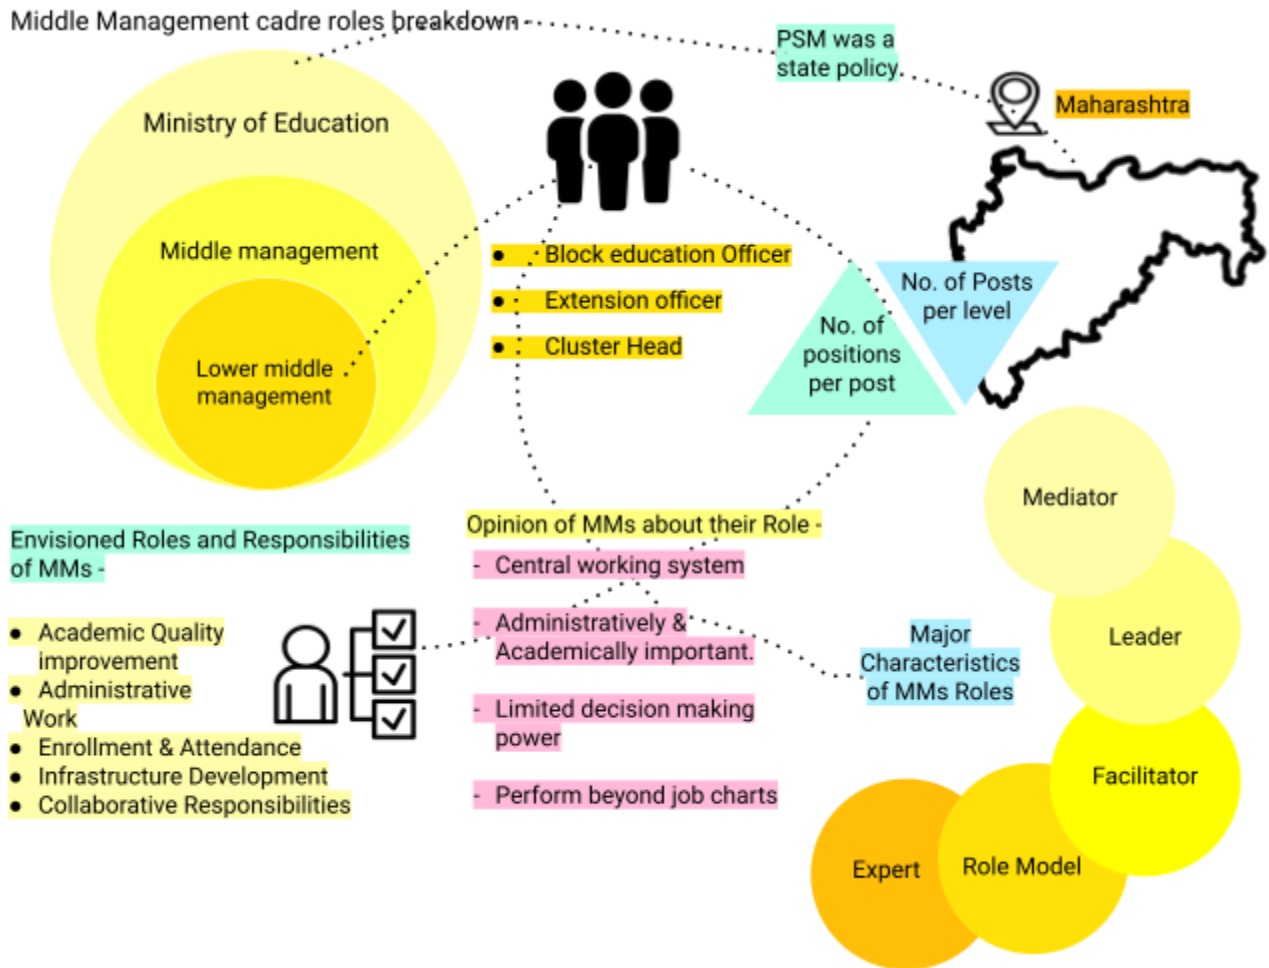 Middle Management cadre roles breakdown
PSM was a
state policy
Maharashtra
Ministry of Education
Middle management
Lower middle
management
● Block education Officer
● Extension officer
● Cluster Head
No. of
positions
per post
No. of Posts
per level
Envisioned Roles and Responsibilities
of MMs -
● Academic Quality
improvement
● Administrative
Work
● Enrollment & Attendance
● Infrastructure Development
● Collaborative Responsibilities
Opinion of MMs about their Role -
- Central working system
- Administratively &
Academically important.
- Limited decision making
power
- Perform beyond job charts
Major
Characteristics
of MMs Roles
Mediator
Leader
Facilitator
Role Model
Expert